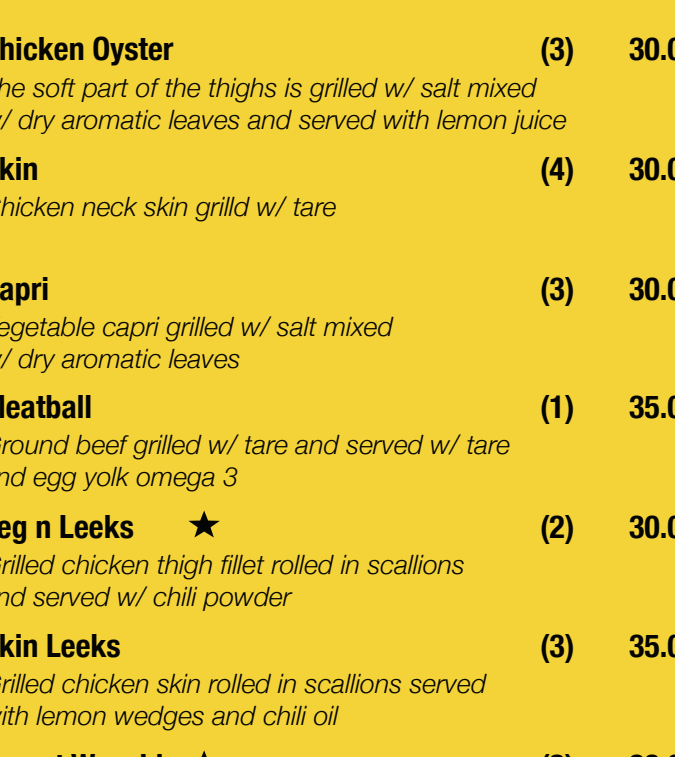 hicken Oyster (3) 30.0
he soft part of the thighs is grilled w/ salt mixed
/ dry aromatic leaves and served with lemon juice
kin (4) 30.0
hicken neck skin grilld w/ tare
apri (3) 30.0
egetable capri grilled w/ salt mixed
/ dry aromatic leaves
eatball (1) 35.0
round beef grilled w/ tare and served w/ tare
nd egg yolk omega 3
eg n Leeks ★ (2) 30.0
rilled chicken thigh fillet rolled in scallions
nd served w/ chili powder
kin Leeks (3) 35.0
rilled chicken skin rolled in scallions served
ith lemon wedges and chili oil